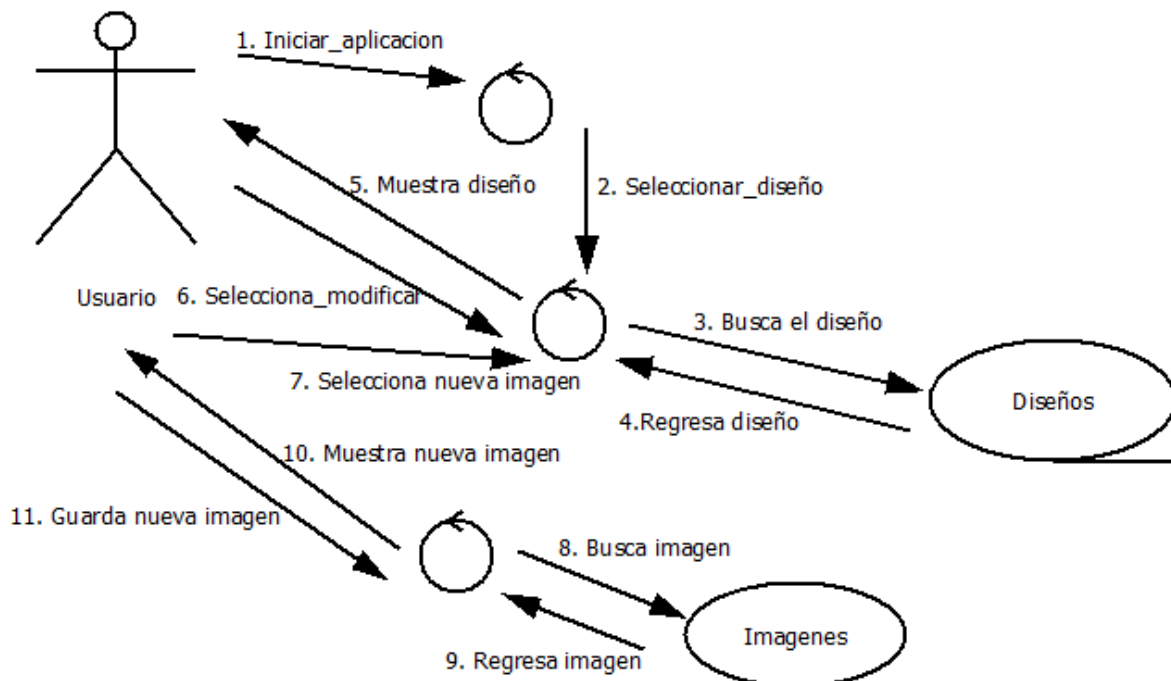 1. Iniciar_aplicacion
5. Muestra diseño
2. Seleccionar_diseño
Usuario
6. Selecciona_modificar
3. Busca el diseño
7. Selecciona nueva imagen
Diseños
4.Regresa diseño
10. Muestra nueva imagen
11. Guarda nueva imagen
8. Busca imagen
Imagenes
9. Regresa imagen